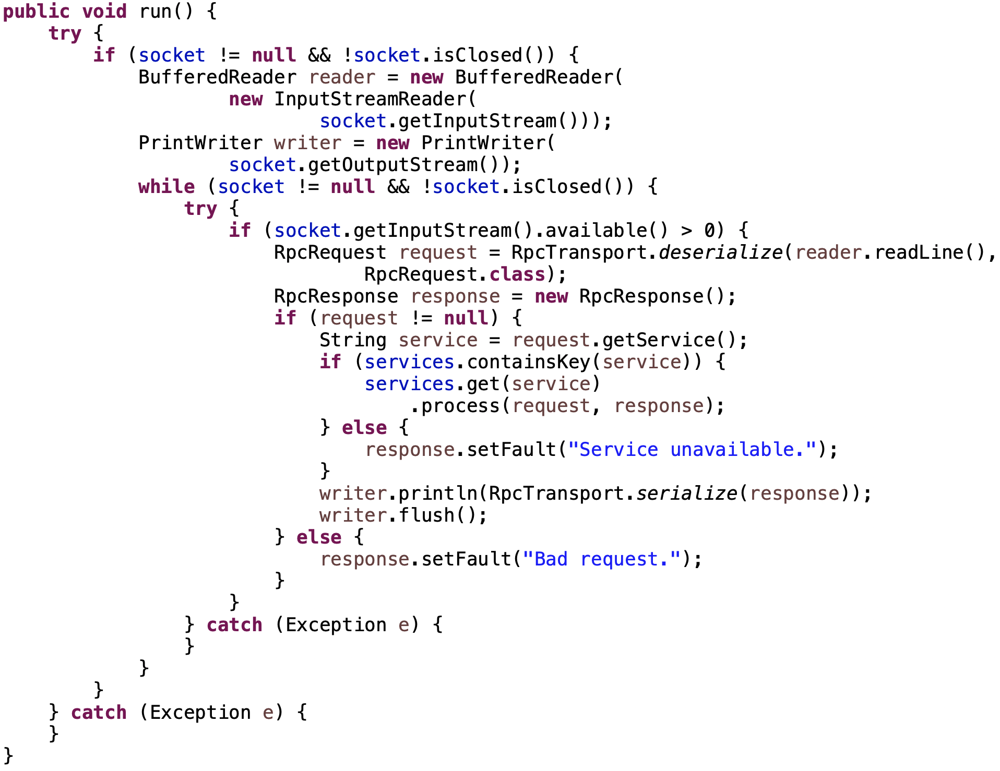 public void run() {
    try {
        if (socket != null && !socket.isClosed()) {
            BufferedReader reader = new BufferedReader(
                    new InputStreamReader(
                            socket.getInputStream()));
            PrintWriter writer = new PrintWriter(
                    socket.getOutputStream());
            while (socket != null && !socket.isClosed()) {
                try {
                    if (socket.getInputStream().available() > 0) {
                        RpcRequest request = RpcTransport.deserialize(reader.readLine(),
                                RpcRequest.class);
                        RpcResponse response = new RpcResponse();
                        if (request != null) {
                            String service = request.getService();
                            if (services.containsKey(service)) {
                                services.get(service)
                                    .process(request, response);
                            } else {
                                response.setFault("Service unavailable.");
                            }
                            writer.println(RpcTransport.serialize(response));
                            writer.flush();
                        } else {
                            response.setFault("Bad request.");
                        }
                    }
                } catch (Exception e) {
                }
            }
        }
    } catch (Exception e) {
    }
}